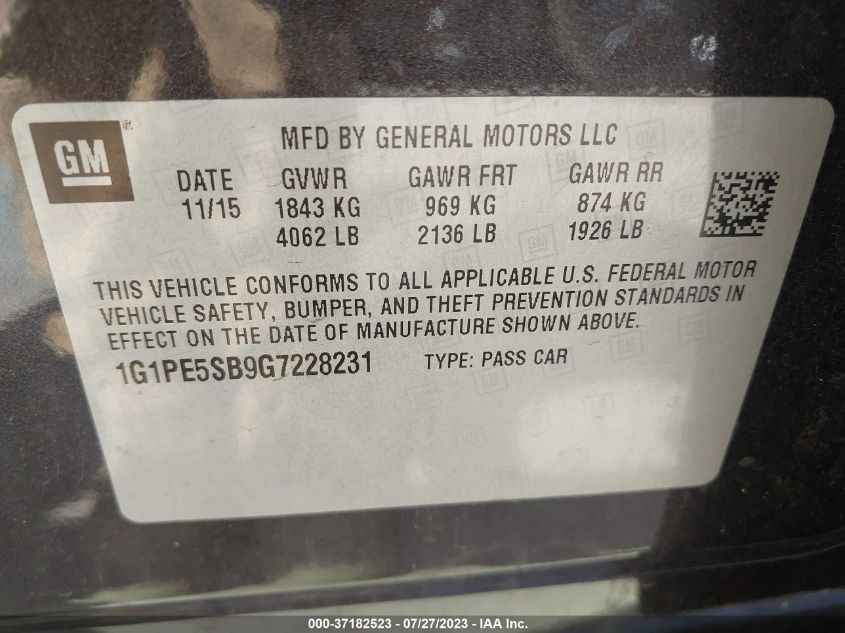 GM®
MFD BY GENERAL MOTORS LLC
DATE GVWR GAWR FRT GAWR RR
11/15 1843 KG 969 KG 874 KG
4062 LB 2136 LB 1926 LB
THIS VEHICLE CONFORMS TO ALL APPLICABLE U.S. FEDERAL MOTOR
VEHICLE SAFETY, BUMPER, AND THEFT PREVENTION STANDARDS IN
EFFECT ON THE DATE OF MANUFACTURE SHOWN ABOVE.
1G1PE5SB9G7228231 TYPE: PASS CAR
000-37182523 - 07/27/2023 - IAA Inc.